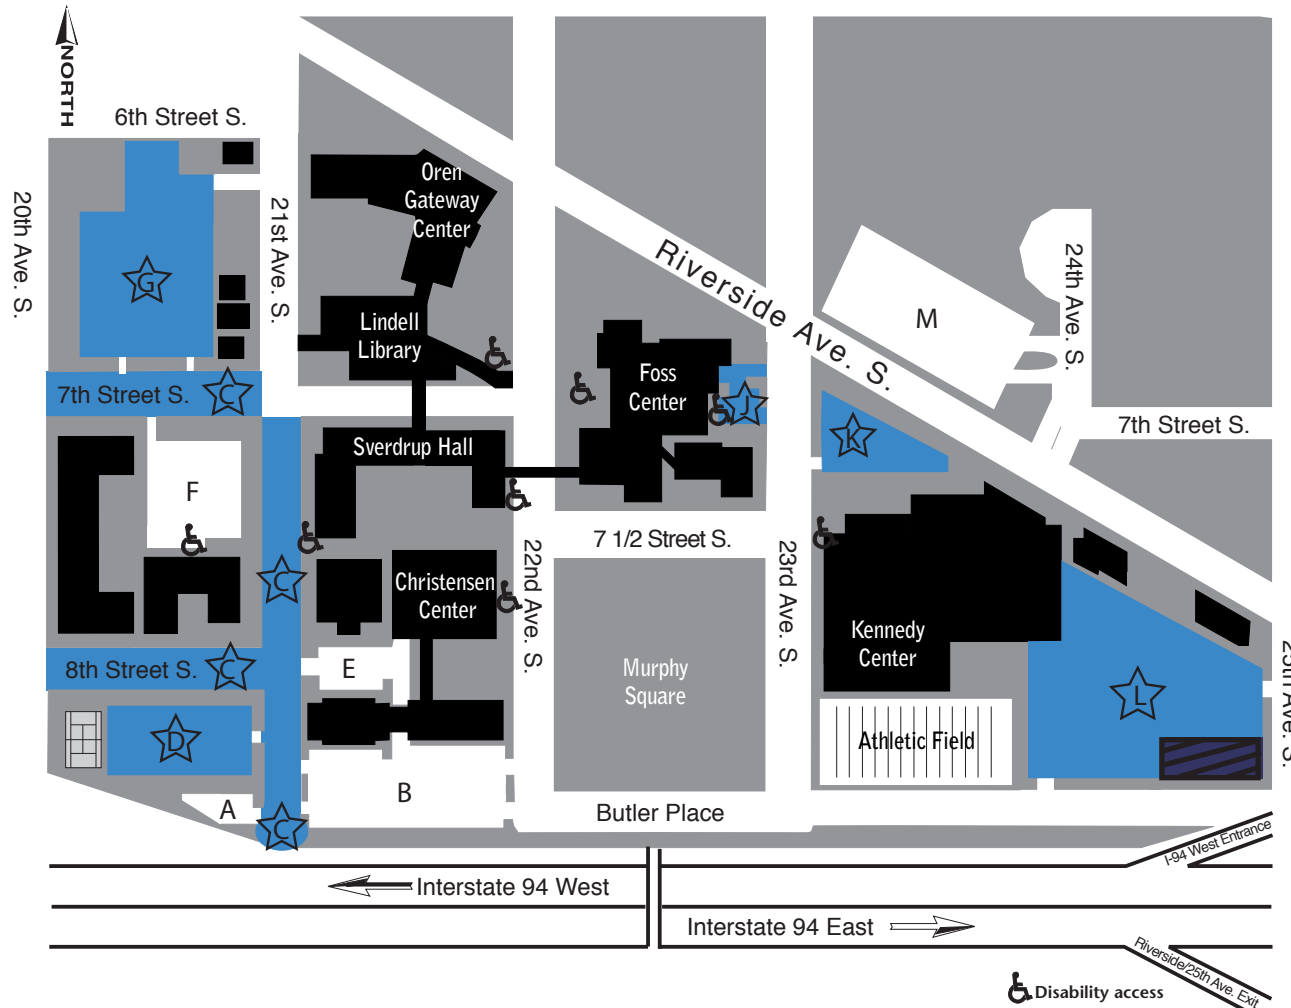 NORTH
6th Street S.
20th Ave. S.
21st Ave. S.
Oren
Gateway
Center
G
Riverside Ave. S.
24th Ave. S.
M
Lindell
Library
Foss
Center
J
7th Street S.
C
K
7th Street S.
Sverdrup Hall
F
7 1/2 Street S.
22nd Ave. S.
23rd Ave. S.
C
Christensen
Center
Kennedy
Center
8th Street S.
C
E
Murphy
Square
L
25th Ave. S.
D
Athletic Field
A
B
C
Butler Place
I-94 West Entrance
Interstate 94 West
Interstate 94 East
Riverside/25th Ave. Exit
Disability access